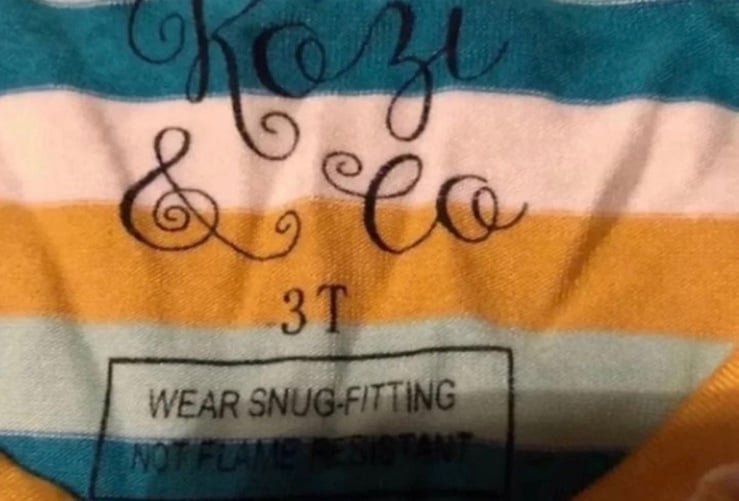 Kozi
& Co
3T
WEAR SNUG-FITTING
NOT FLAME RESISTANT